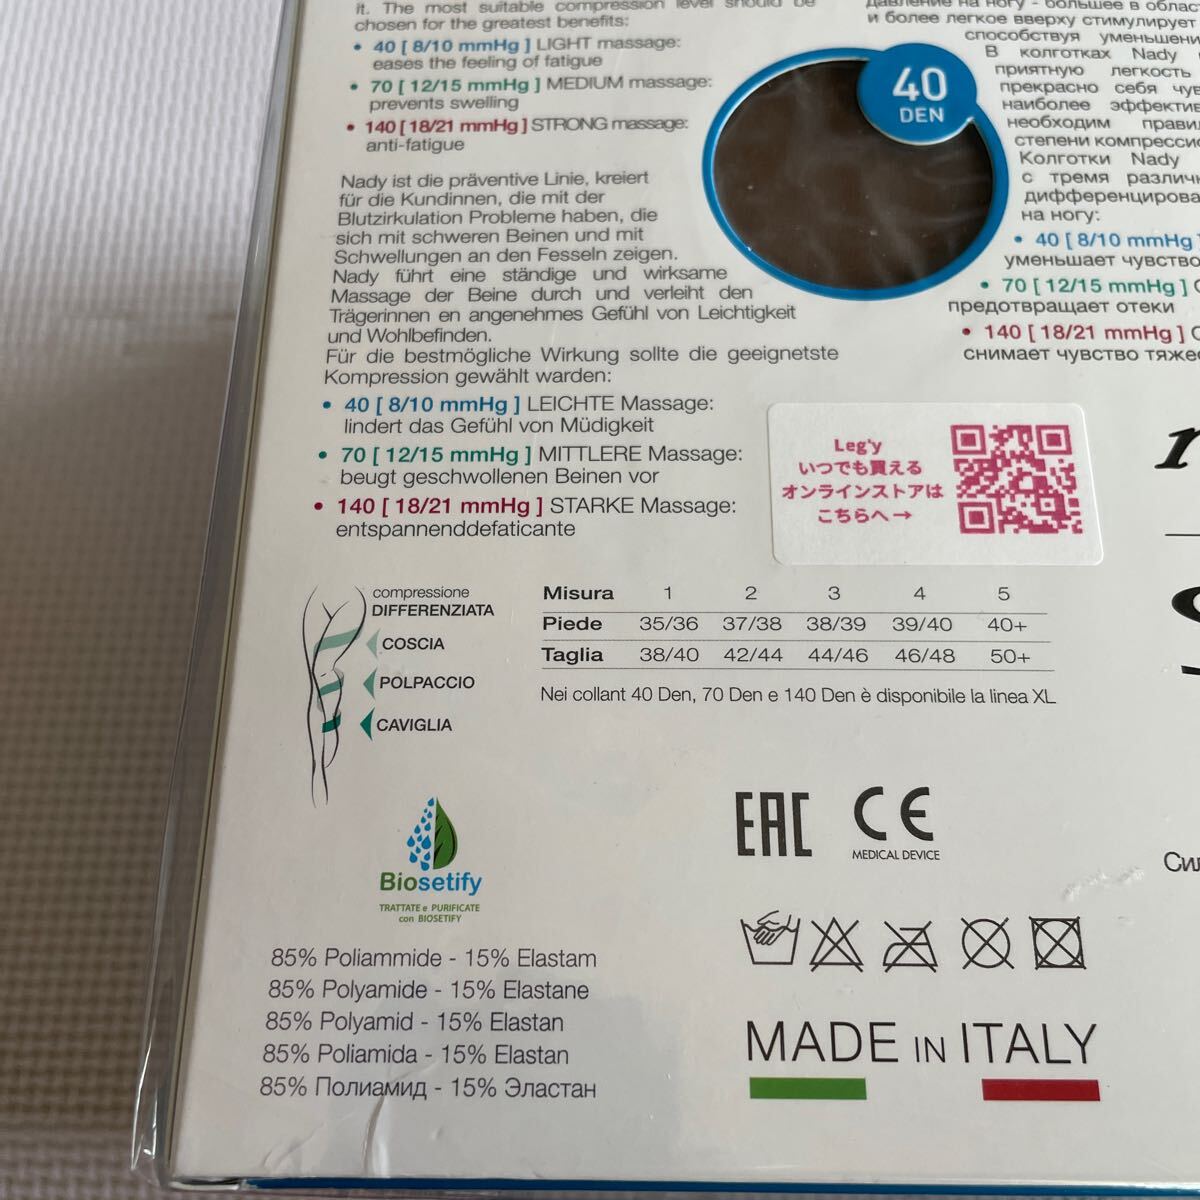 it. The most suitable compression level should be
chosen for the greatest benefits:
• 40 [ 8/10 mmHg ] LIGHT massage:
eases the feeling of fatigue
• 70 [ 12/15 mmHg ] MEDIUM massage:
prevents swelling
• 140 [ 18/21 mmHg ] STRONG massage:
anti-fatigue
Nady ist die präventive Linie, kreiert
für die Kundinnen, die mit der
Blutzirkulation Probleme haben, die
sich mit schweren Beinen und mit
Schwellungen an den Fesseln zeigen.
Nady führt eine ständige und wirksame
Massage der Beine durch und verleiht den
Trägerinnen en angenehmes Gefühl von Leichtigkeit
und Wohlbefinden.
Für die bestmögliche Wirkung sollte die geeignetste
Kompression gewählt warden:
• 40 [ 8/10 mmHg ] LEICHTE Massage:
lindert das Gefühl von Müdigkeit
• 70 [ 12/15 mmHg ] MITTLERE Massage:
beugt geschwollenen Beinen vor
• 140 [ 18/21 mmHg ] STARKE Massage:
entspannenddefaticante
40
DEN
давление на ногу - большее в
и более легкое вверху стимулирует
способствуя
В колготках Nady
приятную легкость
прекрасно себя
наиболее
необходим
степени
Колготки Nady
с тремя
на ногу:
• 40 [ 8/10 mmHg ]
уменьшает чувство
• 70 [ 12/15 mmHg ]
предотвращает отеки
• 140 [ 18/21 mmHg ]
снимает чувство
Leg'y
いつでも買える
オンラインストアは
こちらへ→
compressione
DIFFERENZIATA
COSCIA
POLPACCIO
CAVIGLIA
Misura 1 2 3 4 5
Piede 35/36 37/38 38/39 39/40 40+
Taglia 38/40 42/44 44/46 46/48 50+
Nei collant 40 Den, 70 Den e 140 Den è disponibile la linea XL
Biosetify
TRATTATE e PURIFICATE
con BIOSETIFY
EAC CE
MEDICAL DEVICE
85% Poliammide - 15% Elastam
85% Polyamide - 15% Elastane
85% Polyamid - 15% Elastan
85% Poliamida - 15% Elastan
85% Полиамид - 15% Эластан
MADE IN ITALY